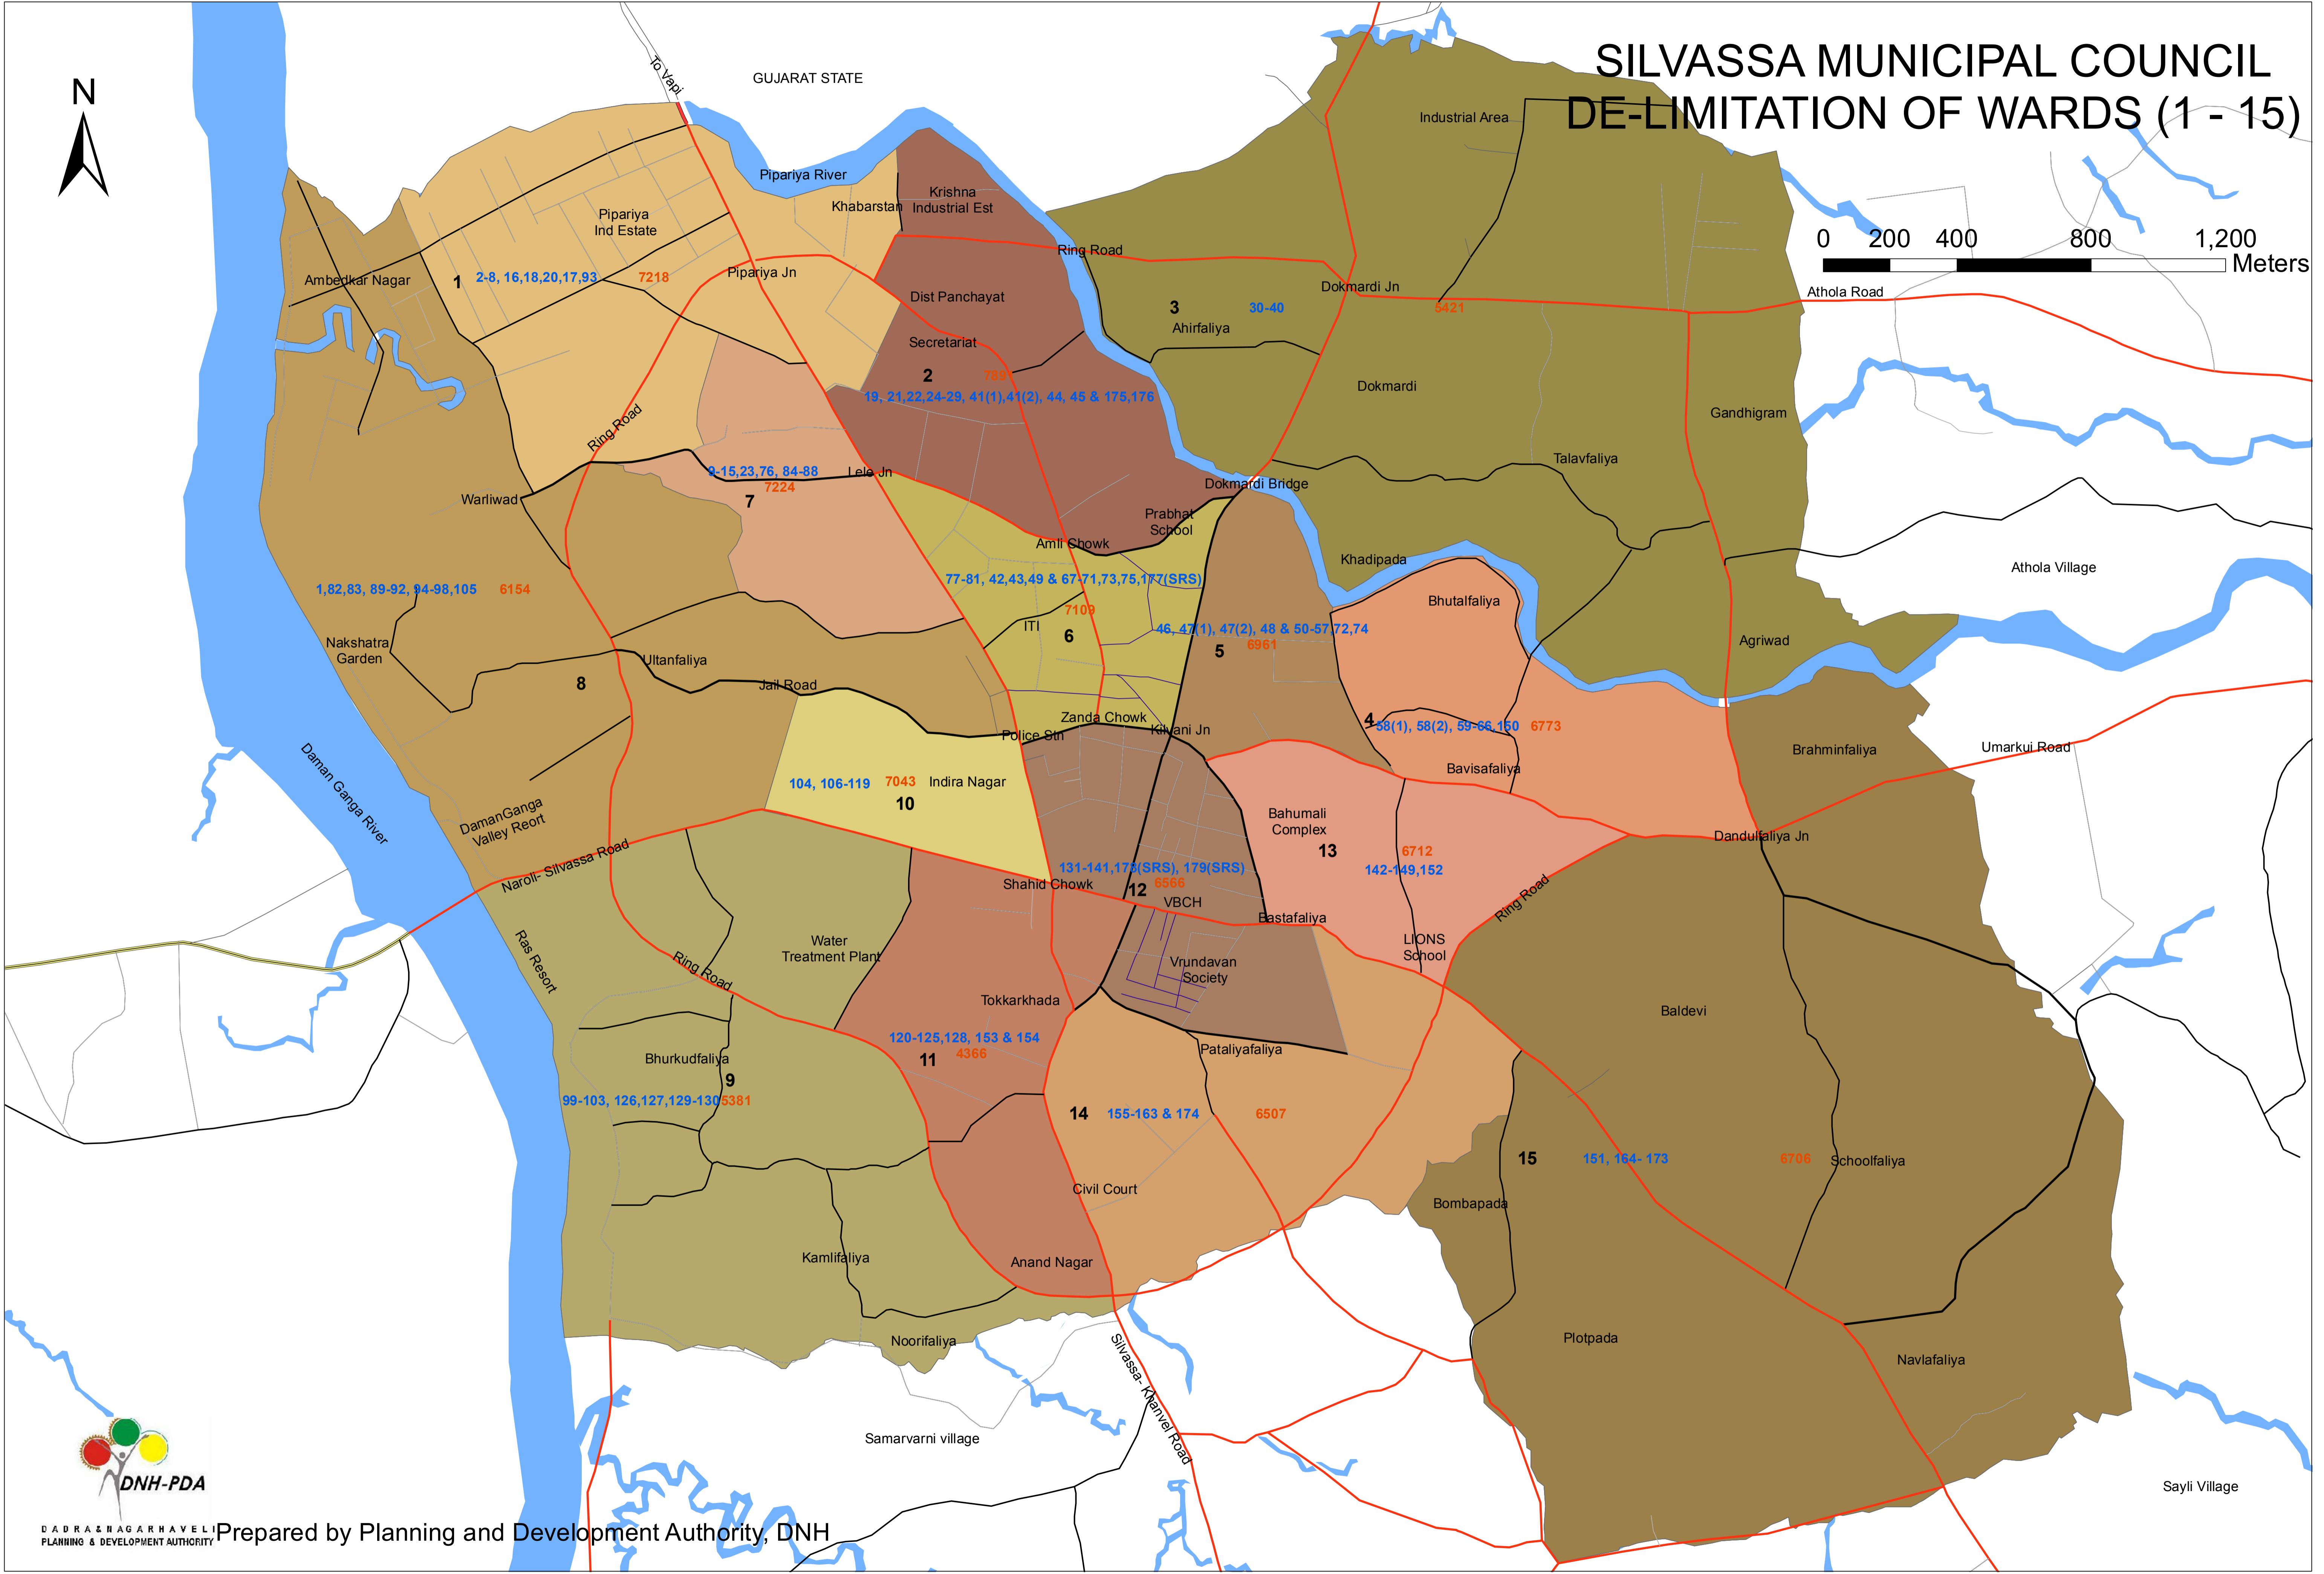 SILVASSA MUNICIPAL COUNCIL
DE-LIMITATION OF WARDS (1 - 15)
N
To Vapi
GUJARAT STATE
0 200 400 800 1,200
Meters
Industrial Area
Pipariya River
Khabarstan
Krishna
Industrial Est
Pipariya
Ind Estate
Ring Road
Pipariya Jn
Ambedkar Nagar
1
2-8, 16,18,20,17,93
7218
Dist Panchayat
Dokmardi Jn
Athola Road
3
30-40
5421
Ahirfaliya
Secretariat
2
19, 21,22,24-29, 41(1),41(2), 44, 45 & 175,176
Dokmardi
Gandhigram
Ring Road
Talavfaliya
9-15,23,76, 84-88
7224
7
Lele Jn
Dokmardi Bridge
Warliwad
Prabhat
School
Amli Chowk
Khadipada
Athola Village
1,82,83, 89-92, 94-98,105
6154
77-81, 42,43,49 & 67-71,73,75,177(SRS)
7109
ITI
6
Bhutalfaliya
46, 47(1), 47(2), 48 & 50-57,72,74
6961
5
Agriwad
Nakshatra
Garden
Ultanfaliya
8
Jail Road
Zanda Chowk
Kilvani Jn
Police Stn
4
58(1), 58(2), 59-66,150
6773
Brahminfaliya
Umarkui Road
Bavisafaliya
Daman Ganga River
104, 106-119
7043
Indira Nagar
10
DamanGanga
Valley Reort
Bahumali
Complex
13
6712
142-149,152
Dandulfaliya Jn
Naroli- Silvassa Road
131-141,178(SRS), 179(SRS)
6566
12
Shahid Chowk
VBCH
Bastafaliya
Ring Road
Ras Resort
Water
Treatment Plant
Ring Road
Vrundavan
Society
LIONS
School
Tokkarkhada
Baldevi
120-125,128, 153 & 154
4366
11
Pataliyafaliya
Bhurkudfaliya
9
99-103, 126,127,129-130
5381
14
155-163 & 174
6507
15
151, 164- 173
6706
Schoolfaliya
Civil Court
Bombapada
Kamlifaliya
Anand Nagar
Noorifaliya
Plotpada
Navlafaliya
Silvassa- Khanvel Road
Samarvarni village
Sayli Village
DNH-PDA
DADRA & NAGAR HAVELI
PLANNING & DEVELOPMENT AUTHORITY
Prepared by Planning and Development Authority, DNH